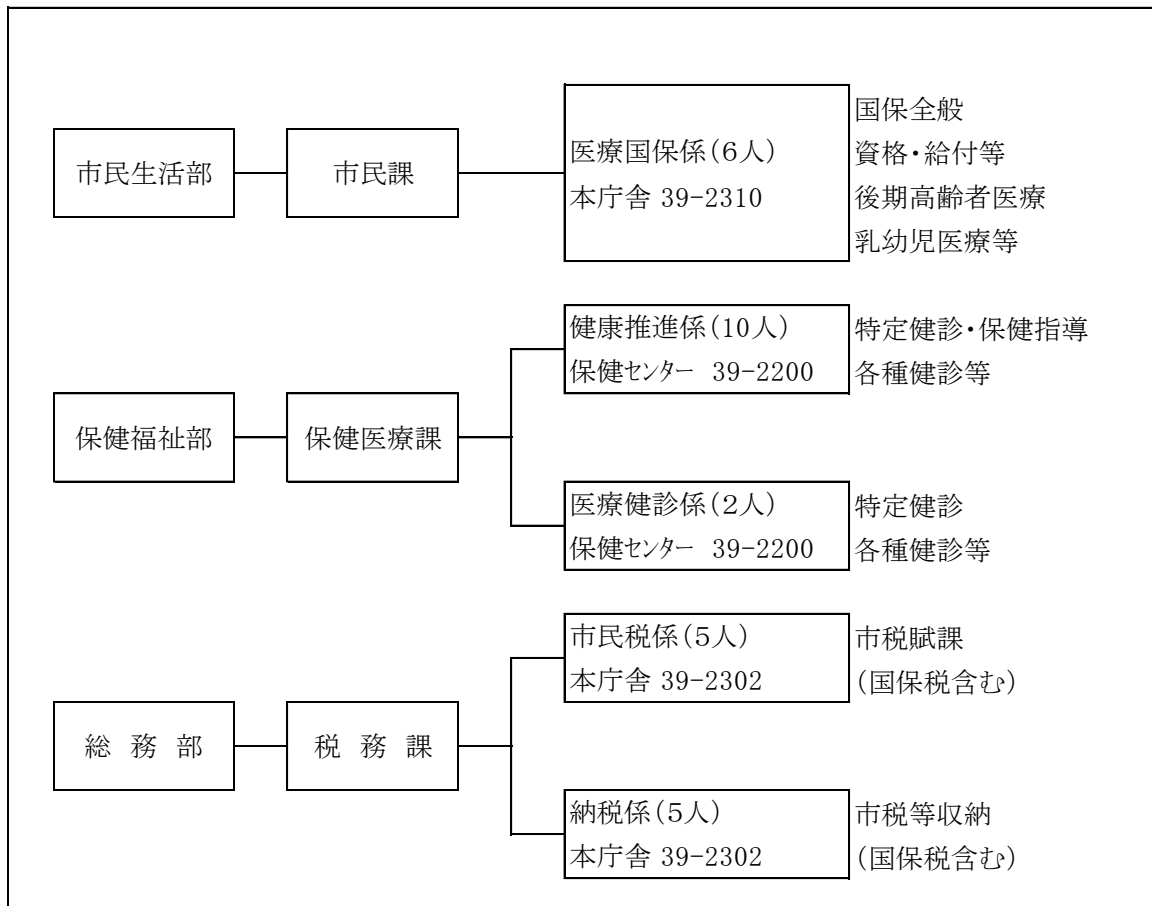 市民生活部
市民課
医療国保係(6人)
本庁舎 39-2310
国保全般
資格・給付等
後期高齢者医療
乳幼児医療等
保健福祉部
保健医療課
健康推進係(10人)
保健センター 39-2200
特定健診・保健指導
各種健診等
医療健診係(2人)
保健センター 39-2200
特定健診
各種健診等
総 務 部
税 務 課
市民税係(5人)
本庁舎 39-2302
市税賦課
(国保税含む)
納税係(5人)
本庁舎 39-2302
市税等収納
(国保税含む)